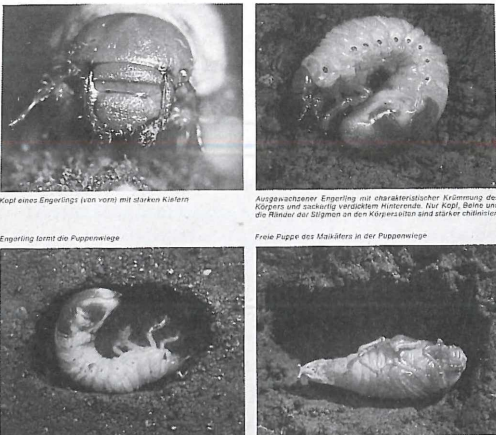 Kopf eines Engerlings (von vorn) mit starken Kiefern
Ausgewachsener Engerling mit charakteristischer Krümmung des
Körpers und sackartig verdicktem Hinterende. Nur Kopf, Beine und
die Ränder der Stigmen an den Körperseiten sind stärker chitinisiert
Engerling formt die Puppenwiege
Freie Puppe des Maikäfers in der Puppenwiege